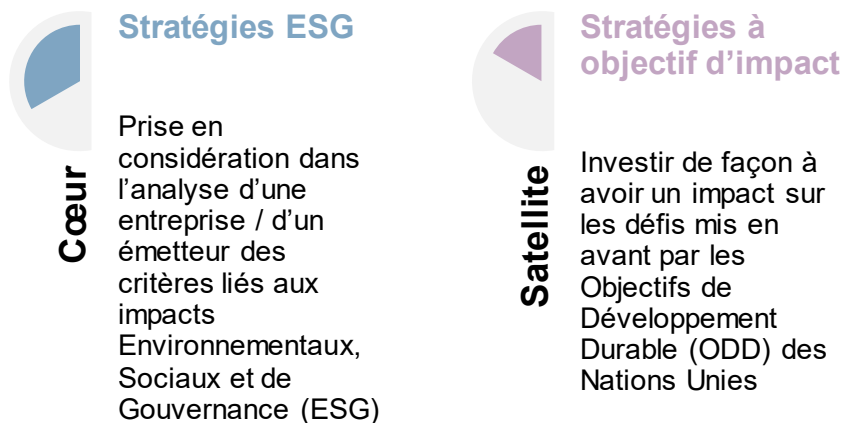 Stratégies ESG
Cœur
Prise en
considération dans
l’analyse d’une
entreprise / d’un
émetteur des
critères liés aux
impacts
Environnementaux,
Sociaux et de
Gouvernance (ESG)
Stratégies à
objectif d’impact
Satellite
Investir de façon à
avoir un impact sur
les défis mis en
avant par les
Objectifs de
Développement
Durable (ODD) des
Nations Unies